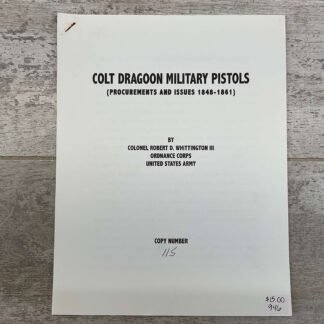 COLT DRAGOON MILITARY PISTOLS
(PROCUREMENTS AND ISSUES 1848-1861)
BY
COLONEL ROBERT D. WHITTINGTON III
ORDNANCE CORPS
UNITED STATES ARMY
COPY NUMBER
115
$15.00
946